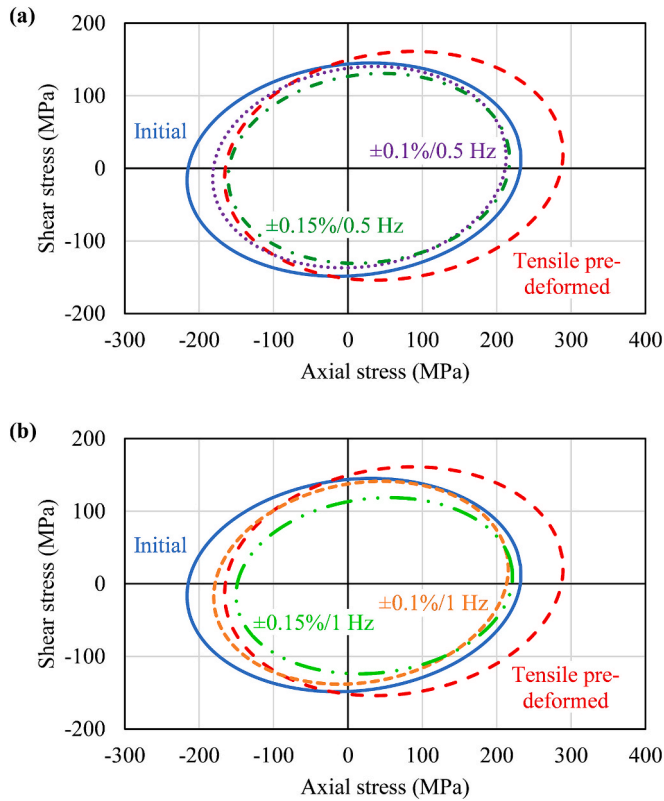 (a)
200
100
0
-100
-200
Shear stress (MPa)
Initial
±0.1%/0.5 Hz
±0.15%/0.5 Hz
Tensile pre-
deformed
-300 -200 -100 0 100 200 300 400
Axial stress (MPa)
(b)
200
100
0
-100
-200
Shear stress (MPa)
Initial
±0.1%/1 Hz
±0.15%/1 Hz
Tensile pre-
deformed
-300 -200 -100 0 100 200 300 400
Axial stress (MPa)